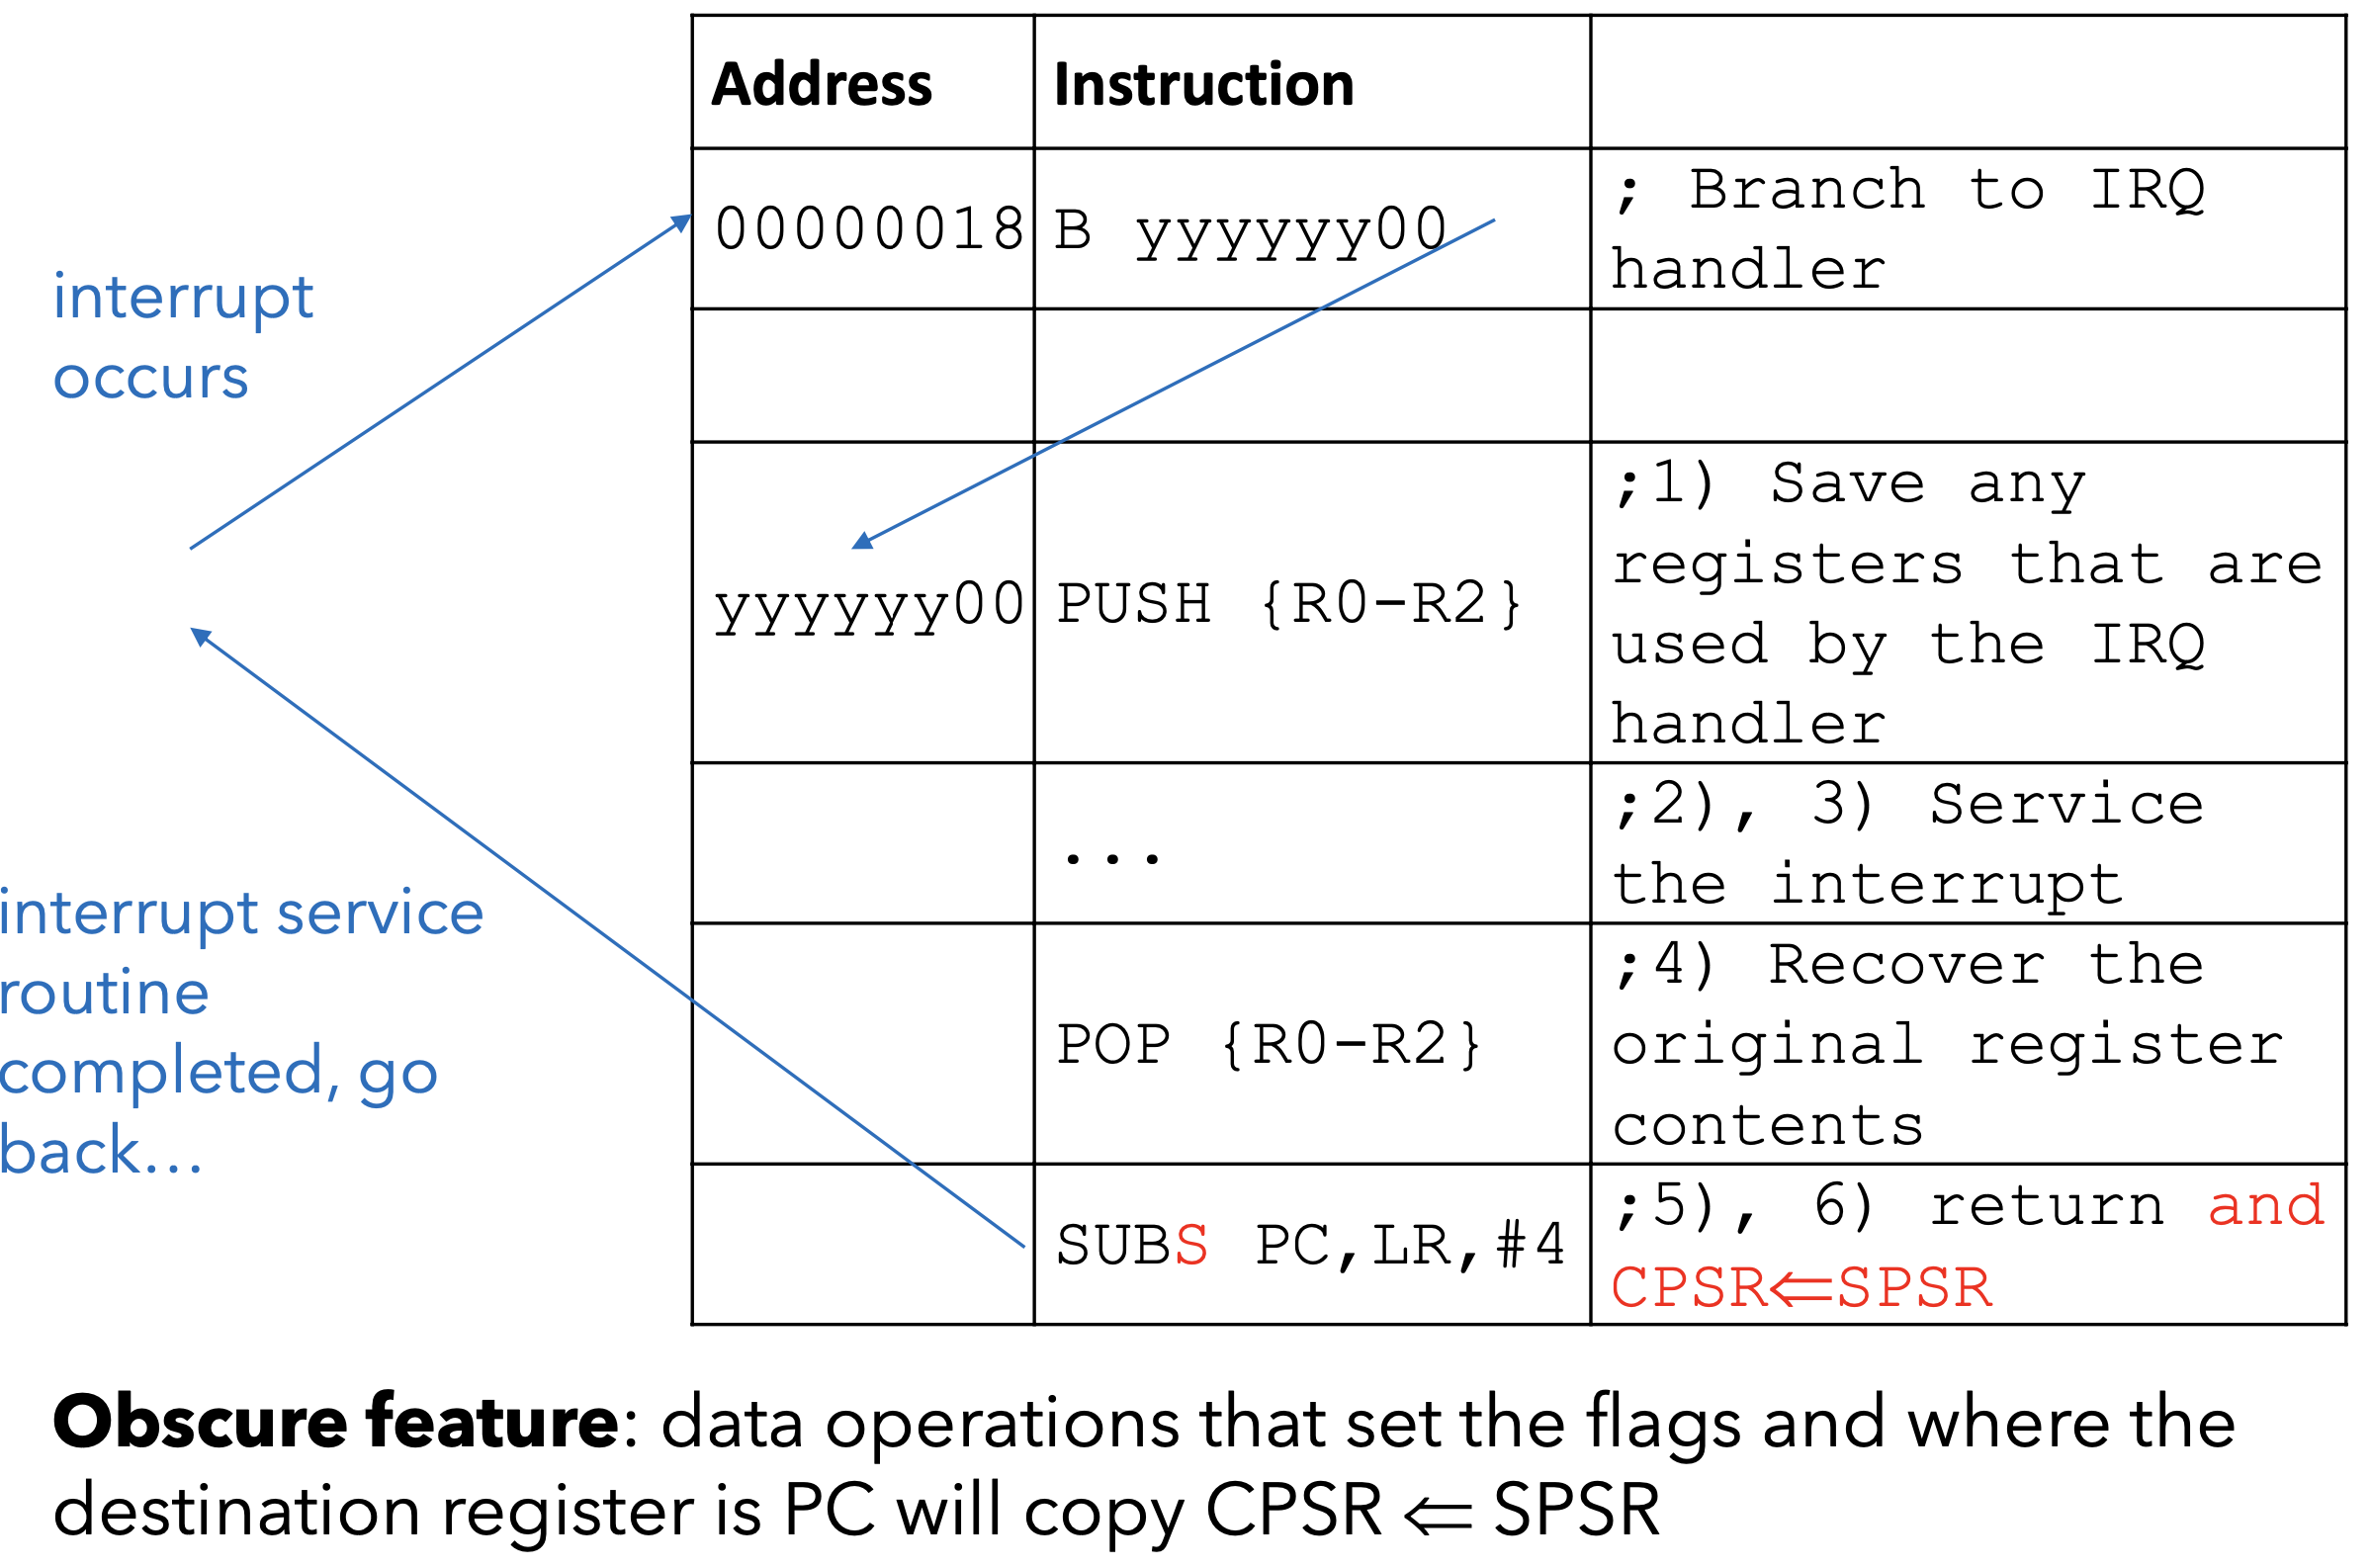 Address Instruction
00000018 B yyyyyy00 ; Branch to IRQ
handler
interrupt
occurs
yyyyyy00 PUSH {R0-R2} ;1) Save any
registers that are
used by the IRQ
handler
... ;2), 3) Service
the interrupt
interrupt service
routine
completed, go
back...
POP {R0-R2} ;4) Recover the
original register
contents
SUBS PC,LR,#4 ;5), 6) return and
CPSR⇐SPSR
Obscure feature: data operations that set the flags and where the
destination register is PC will copy CPSR ⇐ SPSR